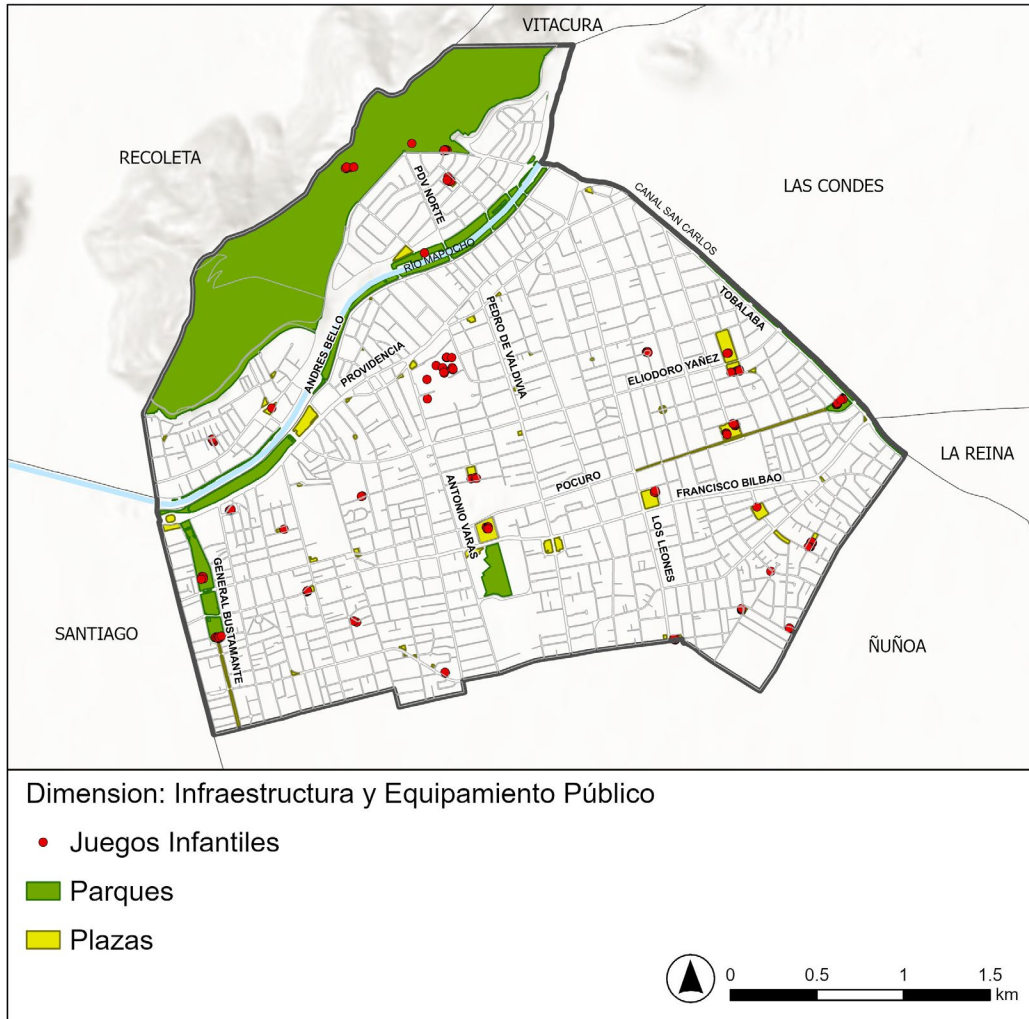 VITACURA
RECOLETA
LAS CONDES
PDV NORTE
CANAL SAN CARLOS
RÍO MAPOCHO
TOBALABA
PEDRO DE VALDIVIA
ANDRES BELLO
PROVIDENCIA
ELIODORO YAÑEZ
LA REINA
POCURO
FRANCISCO BILBAO
ANTONIO VARAS
LOS LEONES
GENERAL BUSTAMANTE
SANTIAGO
ÑUÑOA
Dimension: Infraestructura y Equipamiento Público
Juegos Infantiles
Parques
Plazas
0 0.5 1 1.5
km